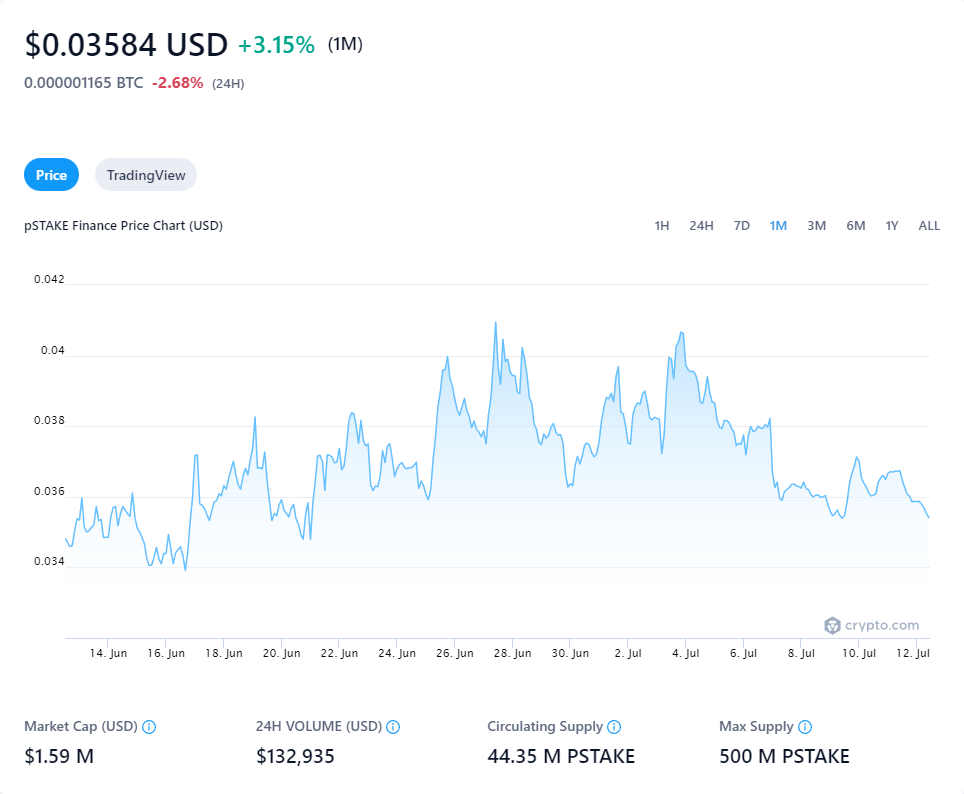 $0.03584 USD +3.15% (1M)
0.000001165 BTC -2.68% (24H)
Price TradingView
pSTAKE Finance Price Chart (USD) 1H 24H 7D 1M 3M 6M 1Y ALL
0.042
0.04
0.038
0.036
0.034
crypto.com
14. Jun 16. Jun 18. Jun 20. Jun 22. Jun 24. Jun 26. Jun 28. Jun 30. Jun 2. Jul 4. Jul 6. Jul 8. Jul 10. Jul 12. Jul
Market Cap (USD) 24H VOLUME (USD) Circulating Supply Max Supply
$1.59 M $132,935 44.35 M PSTAKE 500 M PSTAKE